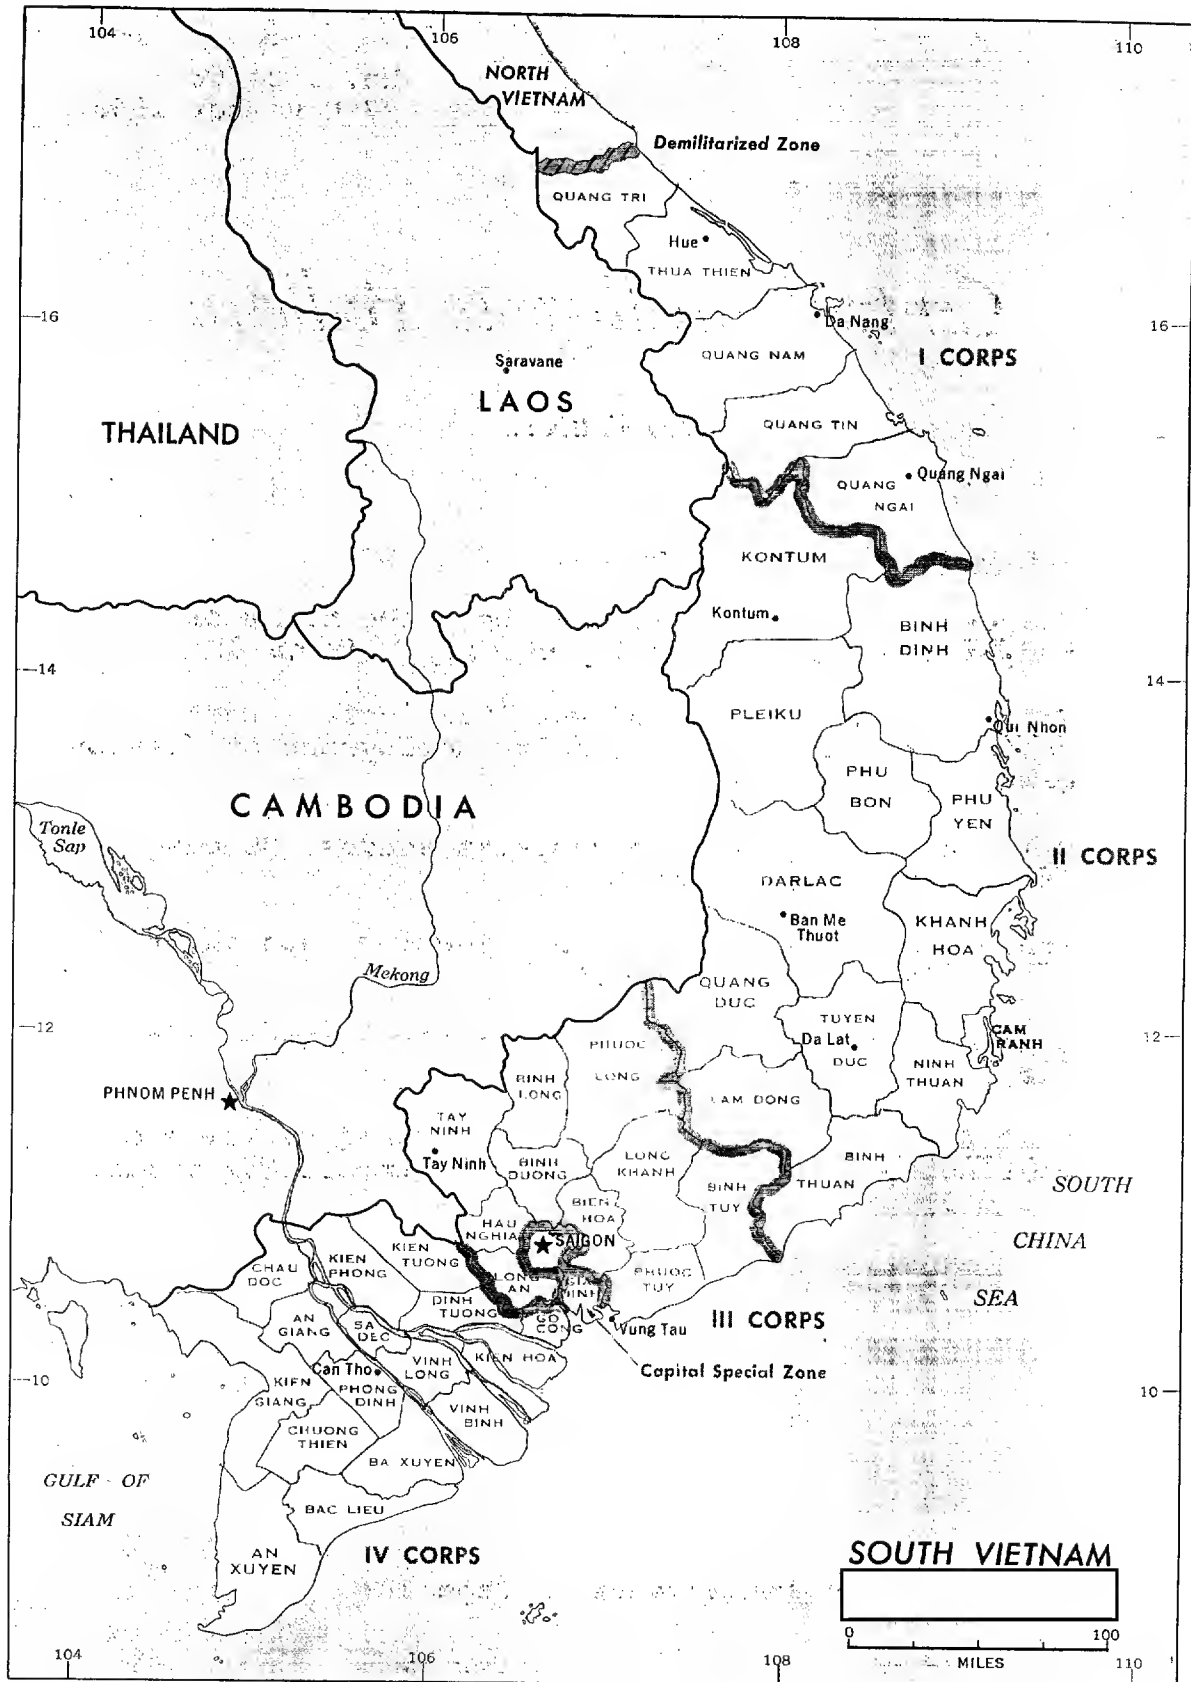 104
106
108
110
NORTH
VIETNAM
Demilitarized Zone
QUANG TRI
Hue
THUA THIEN
16
16
Da Nang
QUANG NAM
I CORPS
Saravane
LAOS
THAILAND
QUANG TIN
Quang Ngai
QUANG
NGAI
KONTUM
Kontum
BINH
DINH
14
14
PLEIKU
Qui Nhon
PHU
BON
PHU
YEN
CAMBODIA
Tonle
Sap
II CORPS
DARLAC
Ban Me
Thuot
KHANH
HOA
Mekong
QUANG
DUC
12
12
TUYEN
DUC
Da Lat
CAM
RANH
NINH
THUAN
PHUOC
LONG
BINH
LONG
PHNOM PENH
LAM DONG
TAY
NINH
Tay Ninh
BINH
DUONG
LONG
KHANH
BINH
TUY
BINH
THUAN
SOUTH
CHINA
SEA
BIEN
HOA
HAU
NGHIA
SAIGON
KIEN
TUONG
KIEN
PHONG
CHAU
DOC
LONG
AN
GIA
DINH
PHUOC
TUY
DINH
TUONG
GO
CONG
Vung Tau
III CORPS
AN
GIANG
SA
DEC
Capital Special Zone
KIEN HOA
VINH
LONG
Can Tho
10
10
KIEN
GIANG
PHONG
DINH
VINH
BINH
CHUONG
THIEN
BA XUYEN
GULF OF
SIAM
BAC LIEU
AN
XUYEN
IV CORPS
SOUTH VIETNAM
0
100
MILES
104
106
108
110